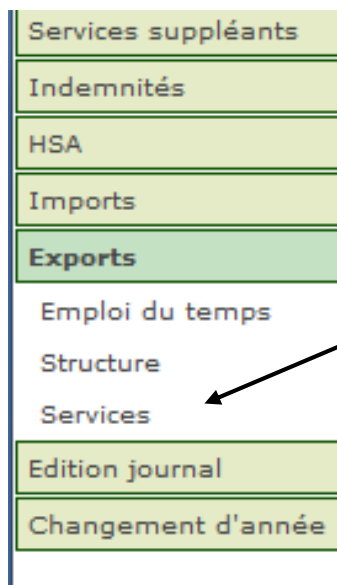 Services suppléants
Indemnités
HSA
Imports
Exports
Emploi du temps
Structure
Services
Edition journal
Changement d'année